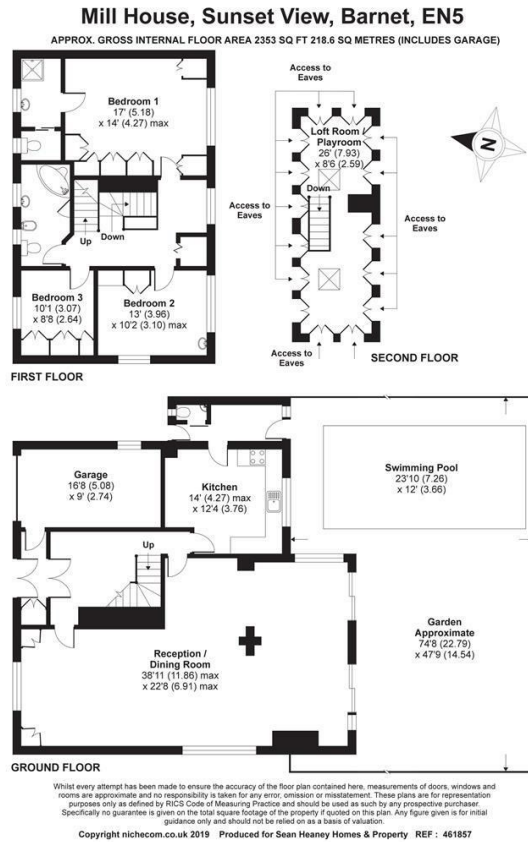 Mill House, Sunset View, Barnet, EN5
APPROX. GROSS INTERNAL FLOOR AREA 2353 SQ FT 218.6 SQ METRES (INCLUDES GARAGE)
Bedroom 1
17' (5.18)
x 14' (4.27) max
Up
Down
Bedroom 3
10'1 (3.07)
x 8'8 (2.64)
Bedroom 2
13' (3.96)
x 10'2 (3.10) max
FIRST FLOOR
Access to
Eaves
Loft Room /
Playroom
26' (7.93)
x 8'6 (2.59)
Down
Access to
Eaves
Access to
Eaves
Access to
Eaves
SECOND FLOOR
N
Garage
16'8 (5.08)
x 9' (2.74)
Kitchen
14' (4.27) max
x 12'4 (3.76)
Up
Reception /
Dining Room
38'11 (11.86) max
x 22'8 (6.91) max
Swimming Pool
23'10 (7.26)
x 12' (3.66)
Garden
Approximate
74'8 (22.79)
x 47'9 (14.54)
GROUND FLOOR
Whilst every attempt has been made to ensure the accuracy of the floor plan contained here, measurements of doors, windows and
rooms are approximate and no responsibility is taken for any error, omission or misstatement. These plans are for representation
purposes only as defined by RICS Code of Measuring Practice and should be used as such by any prospective purchaser.
Specifically no guarantee is given on the total square footage of the property if quoted on this plan. Any figure given is for initial
guidance only and should not be relied on as a basis of valuation.
Copyright nichecom.co.uk 2019 Produced for Sean Heaney Homes & Property REF : 461857